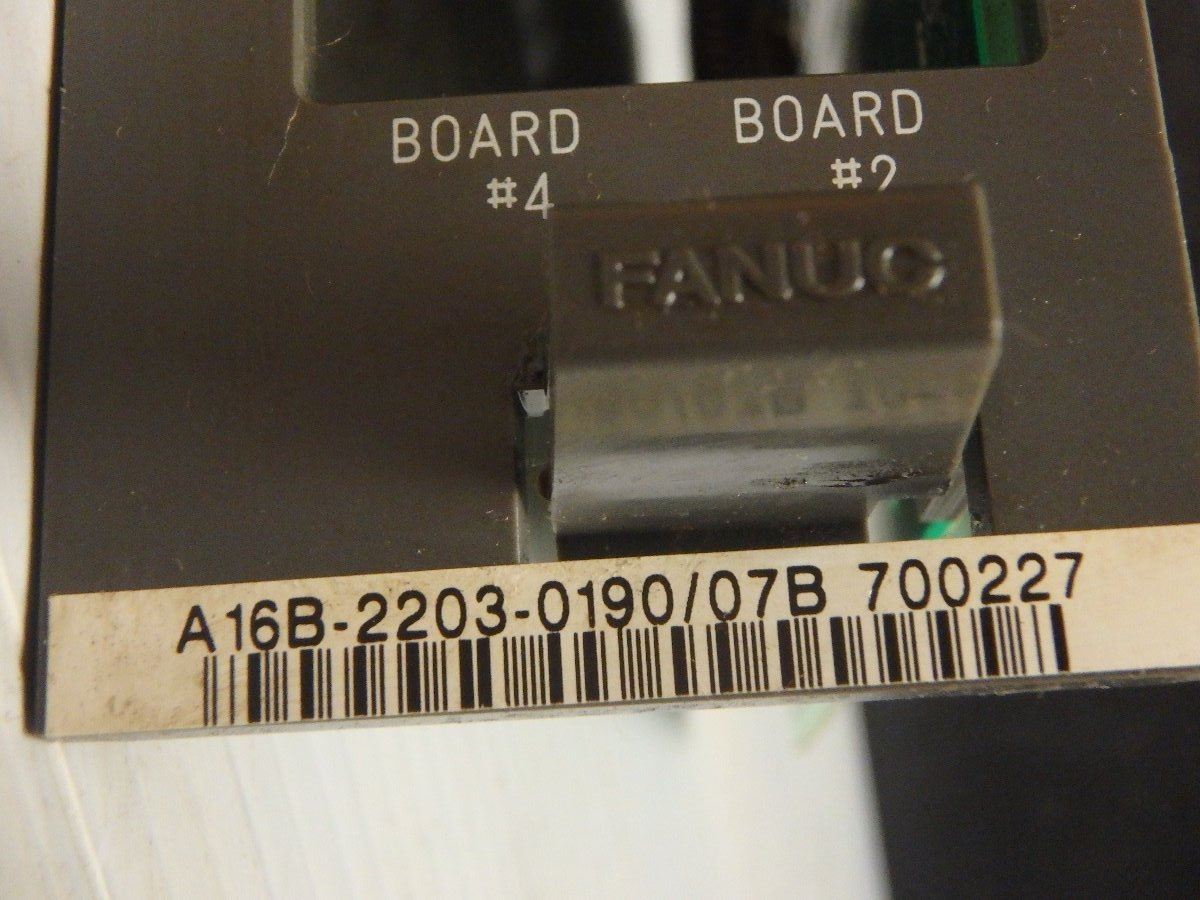 BOARD BOARD
#4 #2
FANUC
A16B-2203-0190/07B 700227